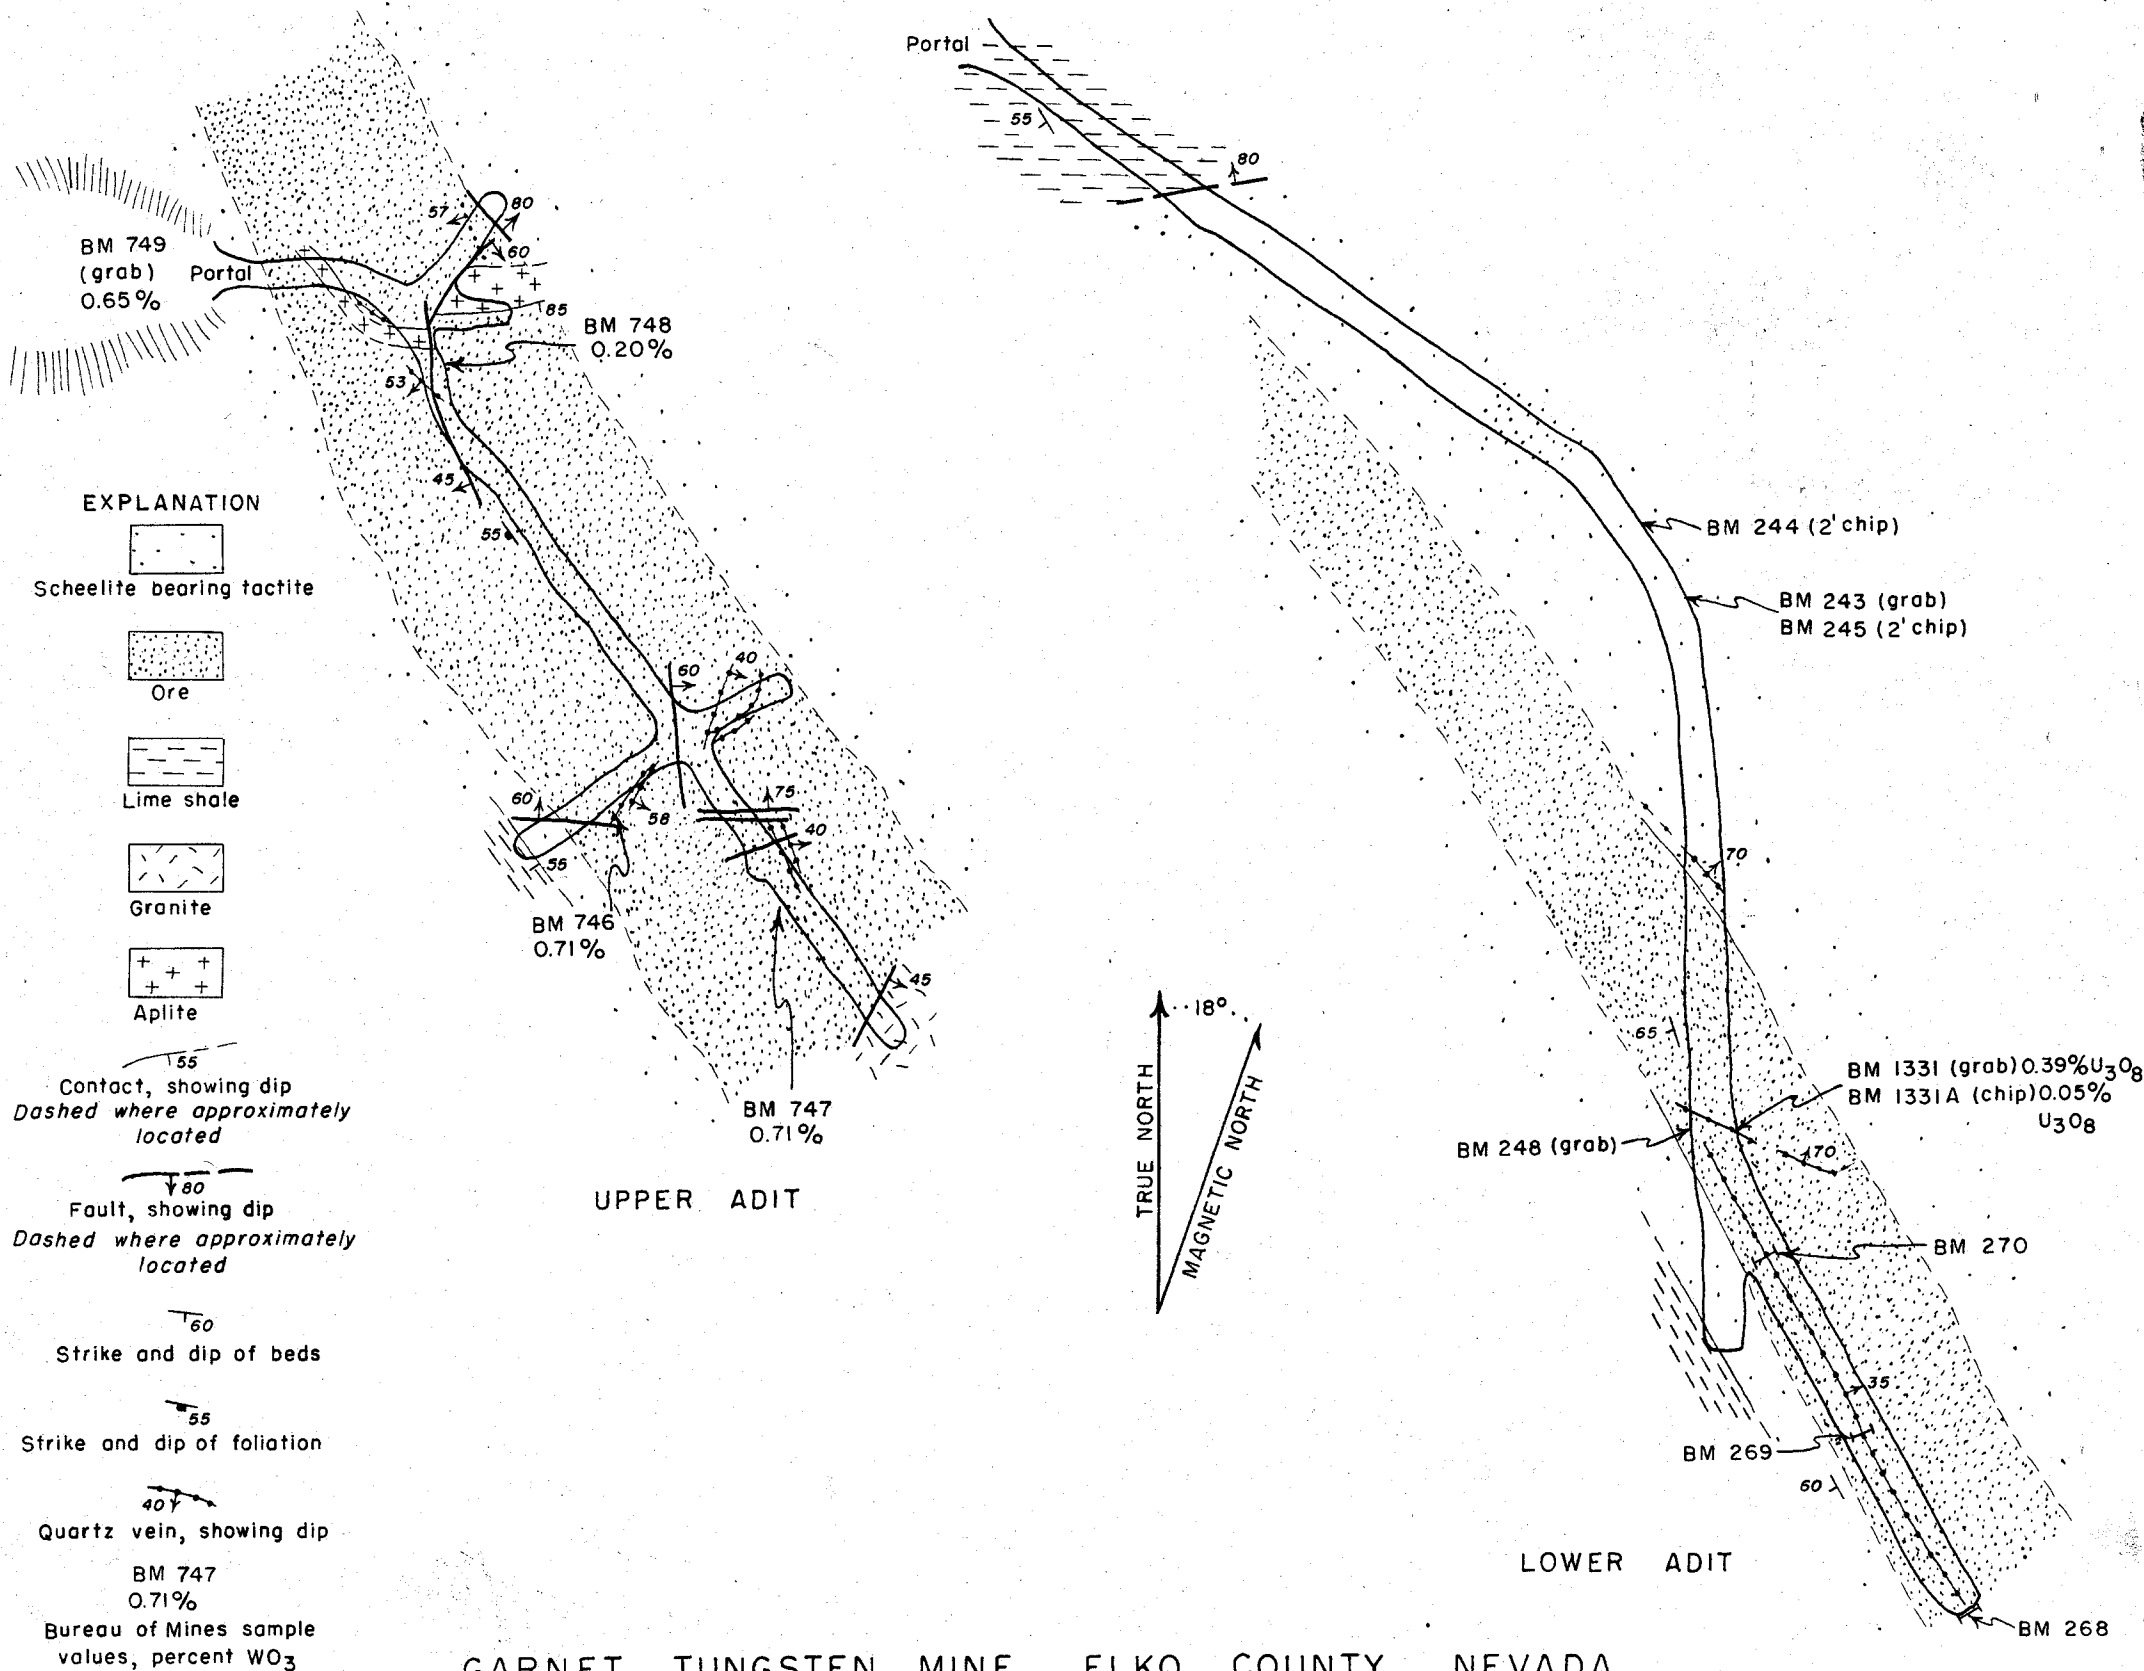 Portal
55
80
57
80
60
BM 749
(grab)
0.65%
Portal
85
BM 748
0.20%
53
45
55
EXPLANATION
Scheelite bearing tactite
Ore
Lime shale
Granite
Aplite
55
Contact, showing dip
Dashed where approximately
located
80
Fault, showing dip
Dashed where approximately
located
60
Strike and dip of beds
55
Strike and dip of foliation
40
Quartz vein, showing dip
BM 747
0.71%
Bureau of Mines sample
values, percent WO3
60
40
60
58
75
40
55
BM 746
0.71%
45
BM 747
0.71%
UPPER ADIT
18°
TRUE NORTH
MAGNETIC NORTH
BM 244 (2' chip)
BM 243 (grab)
BM 245 (2' chip)
70
65
BM 1331 (grab) 0.39% U3O8
BM 1331A (chip) 0.05%
U3O8
BM 248 (grab)
70
BM 270
35
BM 269
60
LOWER ADIT
BM 268
GARNET TUNGSTEN MINE ELKO COUNTY NEVADA